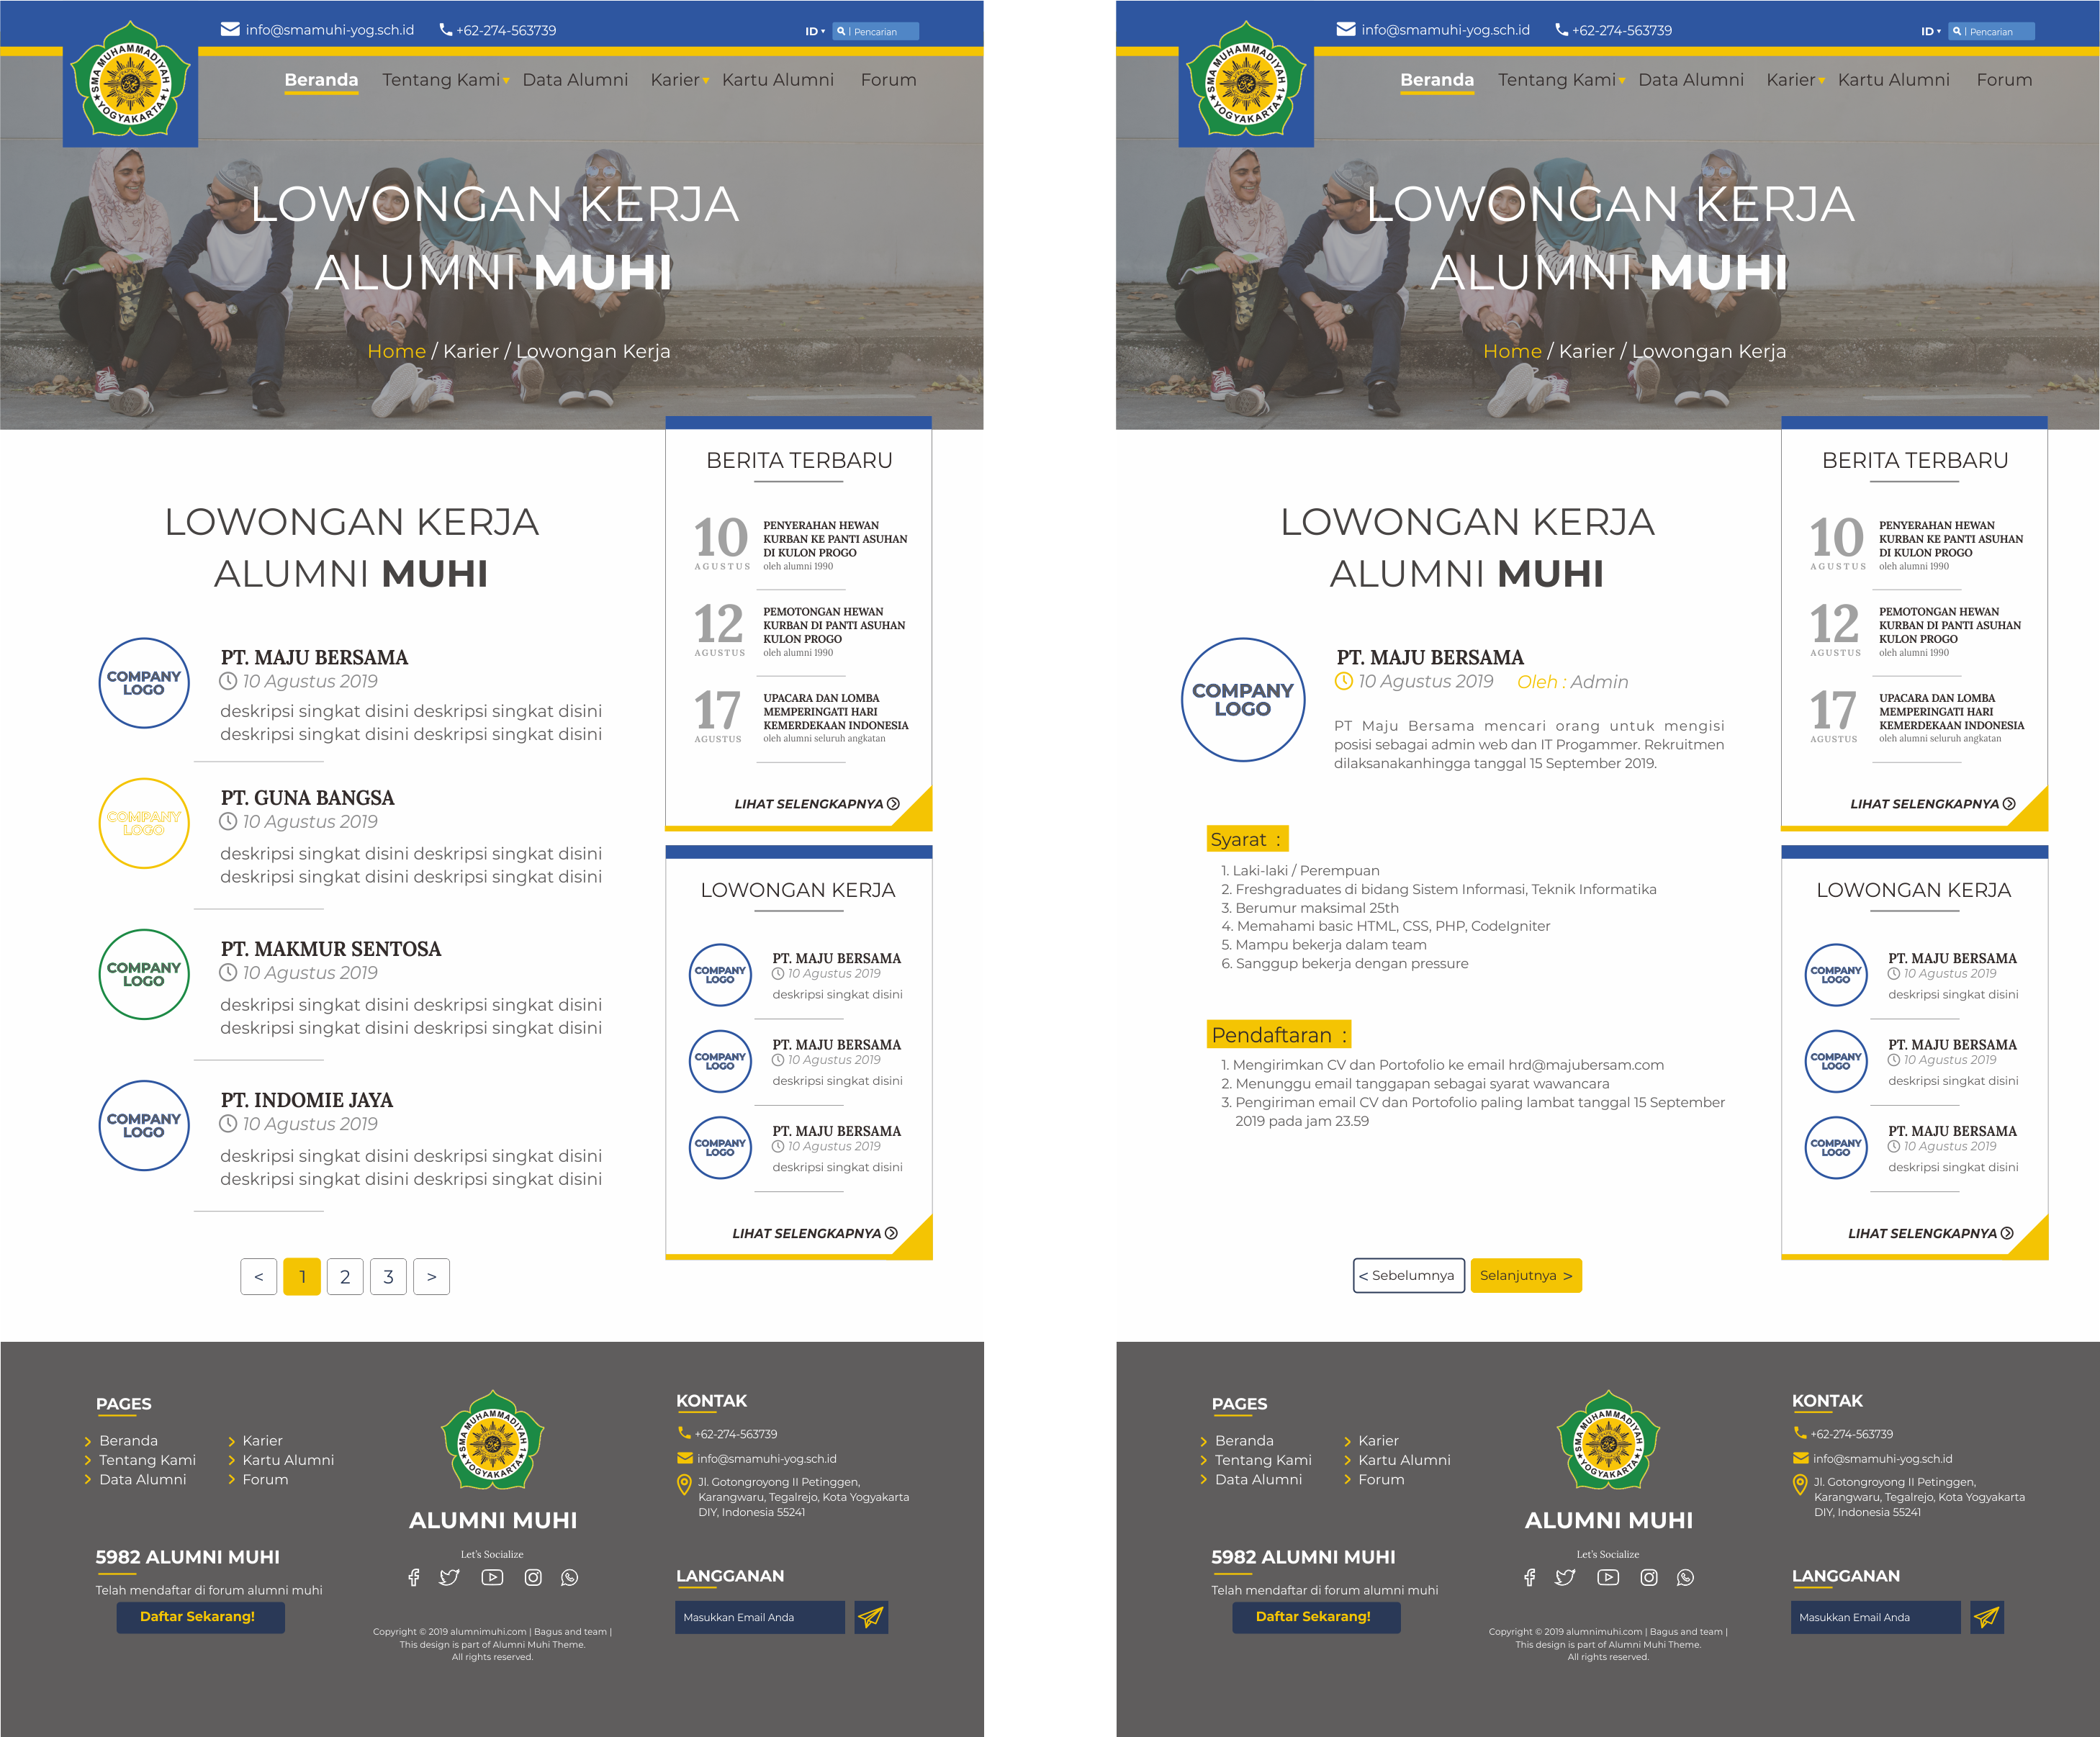 info@smamuhi-yog.sch.id
+62-274-563739
ID
Pencarian
SMA MUHAMMADIYAH 1
YOGYAKARTA
Beranda
Tentang Kami
Data Alumni
Karier
Kartu Alumni
Forum
LOWONGAN KERJA
ALUMNI MUHI
Home / Karier / Lowongan Kerja
LOWONGAN KERJA
ALUMNI MUHI
COMPANY
LOGO
PT. MAJU BERSAMA
10 Agustus 2019
deskripsi singkat disini deskripsi singkat disini
deskripsi singkat disini deskripsi singkat disini
COMPANY
LOGO
PT. GUNA BANGSA
10 Agustus 2019
deskripsi singkat disini deskripsi singkat disini
deskripsi singkat disini deskripsi singkat disini
COMPANY
LOGO
PT. MAKMUR SENTOSA
10 Agustus 2019
deskripsi singkat disini deskripsi singkat disini
deskripsi singkat disini deskripsi singkat disini
COMPANY
LOGO
PT. INDOMIE JAYA
10 Agustus 2019
deskripsi singkat disini deskripsi singkat disini
deskripsi singkat disini deskripsi singkat disini
< 1 2 3 >
BERITA TERBARU
10
AGUSTUS
PENYERAHAN HEWAN
KURBAN KE PANTI ASUHAN
DI KULON PROGO
oleh alumni 1990
12
AGUSTUS
PEMOTONGAN HEWAN
KURBAN DI PANTI ASUHAN
KULON PROGO
oleh alumni 1990
17
AGUSTUS
UPACARA DAN LOMBA
MEMPERINGATI HARI
KEMERDEKAAN INDONESIA
oleh alumni seluruh angkatan
LIHAT SELENGKAPNYA
LOWONGAN KERJA
COMPANY
LOGO
PT. MAJU BERSAMA
10 Agustus 2019
deskripsi singkat disini
COMPANY
LOGO
PT. MAJU BERSAMA
10 Agustus 2019
deskripsi singkat disini
COMPANY
LOGO
PT. MAJU BERSAMA
10 Agustus 2019
deskripsi singkat disini
LIHAT SELENGKAPNYA
PAGES
Beranda
Tentang Kami
Data Alumni
Karier
Kartu Alumni
Forum
5982 ALUMNI MUHI
Telah mendaftar di forum alumni muhi
Daftar Sekarang!
SMA MUHAMMADIYAH 1
YOGYAKARTA
ALUMNI MUHI
Let's Socialize
Copyright © 2019 alumnimuhi.com | Bagus and team |
This design is part of Alumni Muhi Theme.
All rights reserved.
KONTAK
+62-274-563739
info@smamuhi-yog.sch.id
Jl. Gotongroyong II Petinggen,
Karangwaru, Tegalrejo, Kota Yogyakarta
DIY, Indonesia 55241
LANGGANAN
Masukkan Email Anda
info@smamuhi-yog.sch.id
+62-274-563739
ID
Pencarian
SMA MUHAMMADIYAH 1
YOGYAKARTA
Beranda
Tentang Kami
Data Alumni
Karier
Kartu Alumni
Forum
LOWONGAN KERJA
ALUMNI MUHI
Home / Karier / Lowongan Kerja
LOWONGAN KERJA
ALUMNI MUHI
COMPANY
LOGO
PT. MAJU BERSAMA
10 Agustus 2019 Oleh : Admin
PT Maju Bersama mencari orang untuk mengisi
posisi sebagai admin web dan IT Progammer. Rekruitmen
dilaksanakanhingga tanggal 15 September 2019.
Syarat :
1. Laki-laki / Perempuan
2. Freshgraduates di bidang Sistem Informasi, Teknik Informatika
3. Berumur maksimal 25th
4. Memahami basic HTML, CSS, PHP, CodeIgniter
5. Mampu bekerja dalam team
6. Sanggup bekerja dengan pressure
Pendaftaran :
1. Mengirimkan CV dan Portofolio ke email hrd@majubersam.com
2. Menunggu email tanggapan sebagai syarat wawancara
3. Pengiriman email CV dan Portofolio paling lambat tanggal 15 September
2019 pada jam 23.59
< Sebelumnya
Selanjutnya >
BERITA TERBARU
10
AGUSTUS
PENYERAHAN HEWAN
KURBAN KE PANTI ASUHAN
DI KULON PROGO
oleh alumni 1990
12
AGUSTUS
PEMOTONGAN HEWAN
KURBAN DI PANTI ASUHAN
KULON PROGO
oleh alumni 1990
17
AGUSTUS
UPACARA DAN LOMBA
MEMPERINGATI HARI
KEMERDEKAAN INDONESIA
oleh alumni seluruh angkatan
LIHAT SELENGKAPNYA
LOWONGAN KERJA
COMPANY
LOGO
PT. MAJU BERSAMA
10 Agustus 2019
deskripsi singkat disini
COMPANY
LOGO
PT. MAJU BERSAMA
10 Agustus 2019
deskripsi singkat disini
COMPANY
LOGO
PT. MAJU BERSAMA
10 Agustus 2019
deskripsi singkat disini
LIHAT SELENGKAPNYA
PAGES
Beranda
Tentang Kami
Data Alumni
Karier
Kartu Alumni
Forum
5982 ALUMNI MUHI
Telah mendaftar di forum alumni muhi
Daftar Sekarang!
SMA MUHAMMADIYAH 1
YOGYAKARTA
ALUMNI MUHI
Let's Socialize
Copyright © 2019 alumnimuhi.com | Bagus and team |
This design is part of Alumni Muhi Theme.
All rights reserved.
KONTAK
+62-274-563739
info@smamuhi-yog.sch.id
Jl. Gotongroyong II Petinggen,
Karangwaru, Tegalrejo, Kota Yogyakarta
DIY, Indonesia 55241
LANGGANAN
Masukkan Email Anda